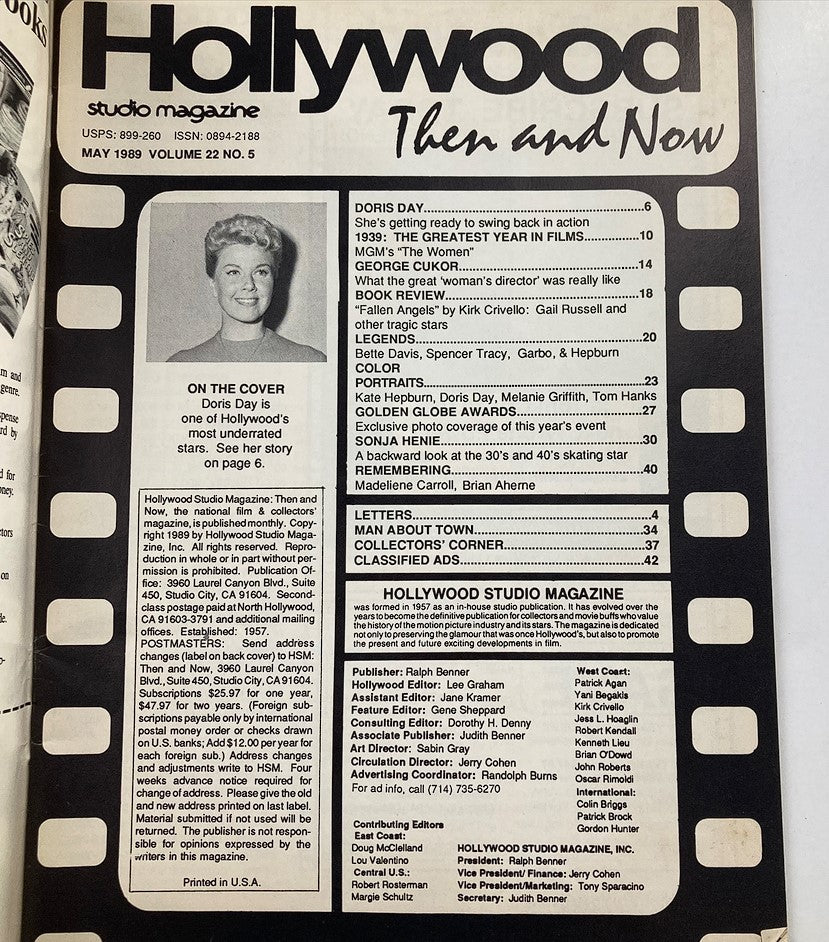 ooks
m and
genre.
pense
rd by
d for
oney.
ctors
on
de.
Hollywood
studio magazine
Then and Now
USPS: 899-260 ISSN: 0894-2188
MAY 1989 VOLUME 22 NO. 5
ON THE COVER
Doris Day is
one of Hollywood's
most underrated
stars. See her story
on page 6.
Hollywood Studio Magazine: Then and
Now, the national film & collectors'
magazine, is published monthly. Copy-
right 1989 by Hollywood Studio Maga-
zine, Inc. All rights reserved. Repro-
duction in whole or in part without per-
mission is prohibited. Publication Of-
fice: 3960 Laurel Canyon Blvd., Suite
450, Studio City, CA 91604. Second-
class postage paid at North Hollywood,
CA 91603-3791 and additional mailing
offices. Established: 1957.
POSTMASTERS: Send address
changes (label on back cover) to HSM:
Then and Now, 3960 Laurel Canyon
Blvd., Suite 450, Studio City, CA 91604.
Subscriptions $25.97 for one year,
$47.97 for two years. (Foreign sub-
scriptions payable only by international
postal money order or checks drawn
on U.S. banks; Add $12.00 per year for
each foreign sub.) Address changes
and adjustments write to HSM. Four
weeks advance notice required for
change of address. Please give the old
and new address printed on last label.
Material submitted if not used will be
returned. The publisher is not respon-
sible for opinions expressed by the
writers in this magazine.
Printed in U.S.A.
DORIS DAY...6
She's getting ready to swing back in action
1939: THE GREATEST YEAR IN FILMS...10
MGM's "The Women"
GEORGE CUKOR...14
What the great 'woman's director' was really like
BOOK REVIEW...18
"Fallen Angels" by Kirk Crivello: Gail Russell and
other tragic stars
LEGENDS...20
Bette Davis, Spencer Tracy, Garbo, & Hepburn
COLOR
PORTRAITS...23
Kate Hepburn, Doris Day, Melanie Griffith, Tom Hanks
GOLDEN GLOBE AWARDS...27
Exclusive photo coverage of this year's event
SONJA HENIE...30
A backward look at the 30's and 40's skating star
REMEMBERING...40
Madeliene Carroll, Brian Aherne
LETTERS...4
MAN ABOUT TOWN...34
COLLECTORS' CORNER...37
CLASSIFIED ADS...42
HOLLYWOOD STUDIO MAGAZINE
was formed in 1957 as an in-house studio publication. It has evolved over the
years to become the definitive publication for collectors and movie buffs who value
the history of the motion picture industry and its stars. The magazine is dedicated
not only to preserving the glamour that was once Hollywood's, but also to promote
the present and future exciting developments in film.
Publisher: Ralph Benner
Hollywood Editor: Lee Graham
Assistant Editor: Jane Kramer
Feature Editor: Gene Sheppard
Consulting Editor: Dorothy H. Denny
Associate Publisher: Judith Benner
Art Director: Sabin Gray
Circulation Director: Jerry Cohen
Advertising Coordinator: Randolph Burns
For ad info, call (714) 735-6270
West Coast:
Patrick Agan
Yani Begakis
Kirk Crivello
Jess L. Hoaglin
Robert Kendall
Kenneth Lieu
Brian O'Dowd
John Roberts
Oscar Rimoldi
International:
Colin Briggs
Patrick Brock
Gordon Hunter
Contributing Editors
East Coast:
Doug McClelland
Lou Valentino
Central U.S.:
Robert Rosterman
Margie Schultz
HOLLYWOOD STUDIO MAGAZINE, INC.
President: Ralph Benner
Vice President/ Finance: Jerry Cohen
Vice President/Marketing: Tony Sparacino
Secretary: Judith Benner